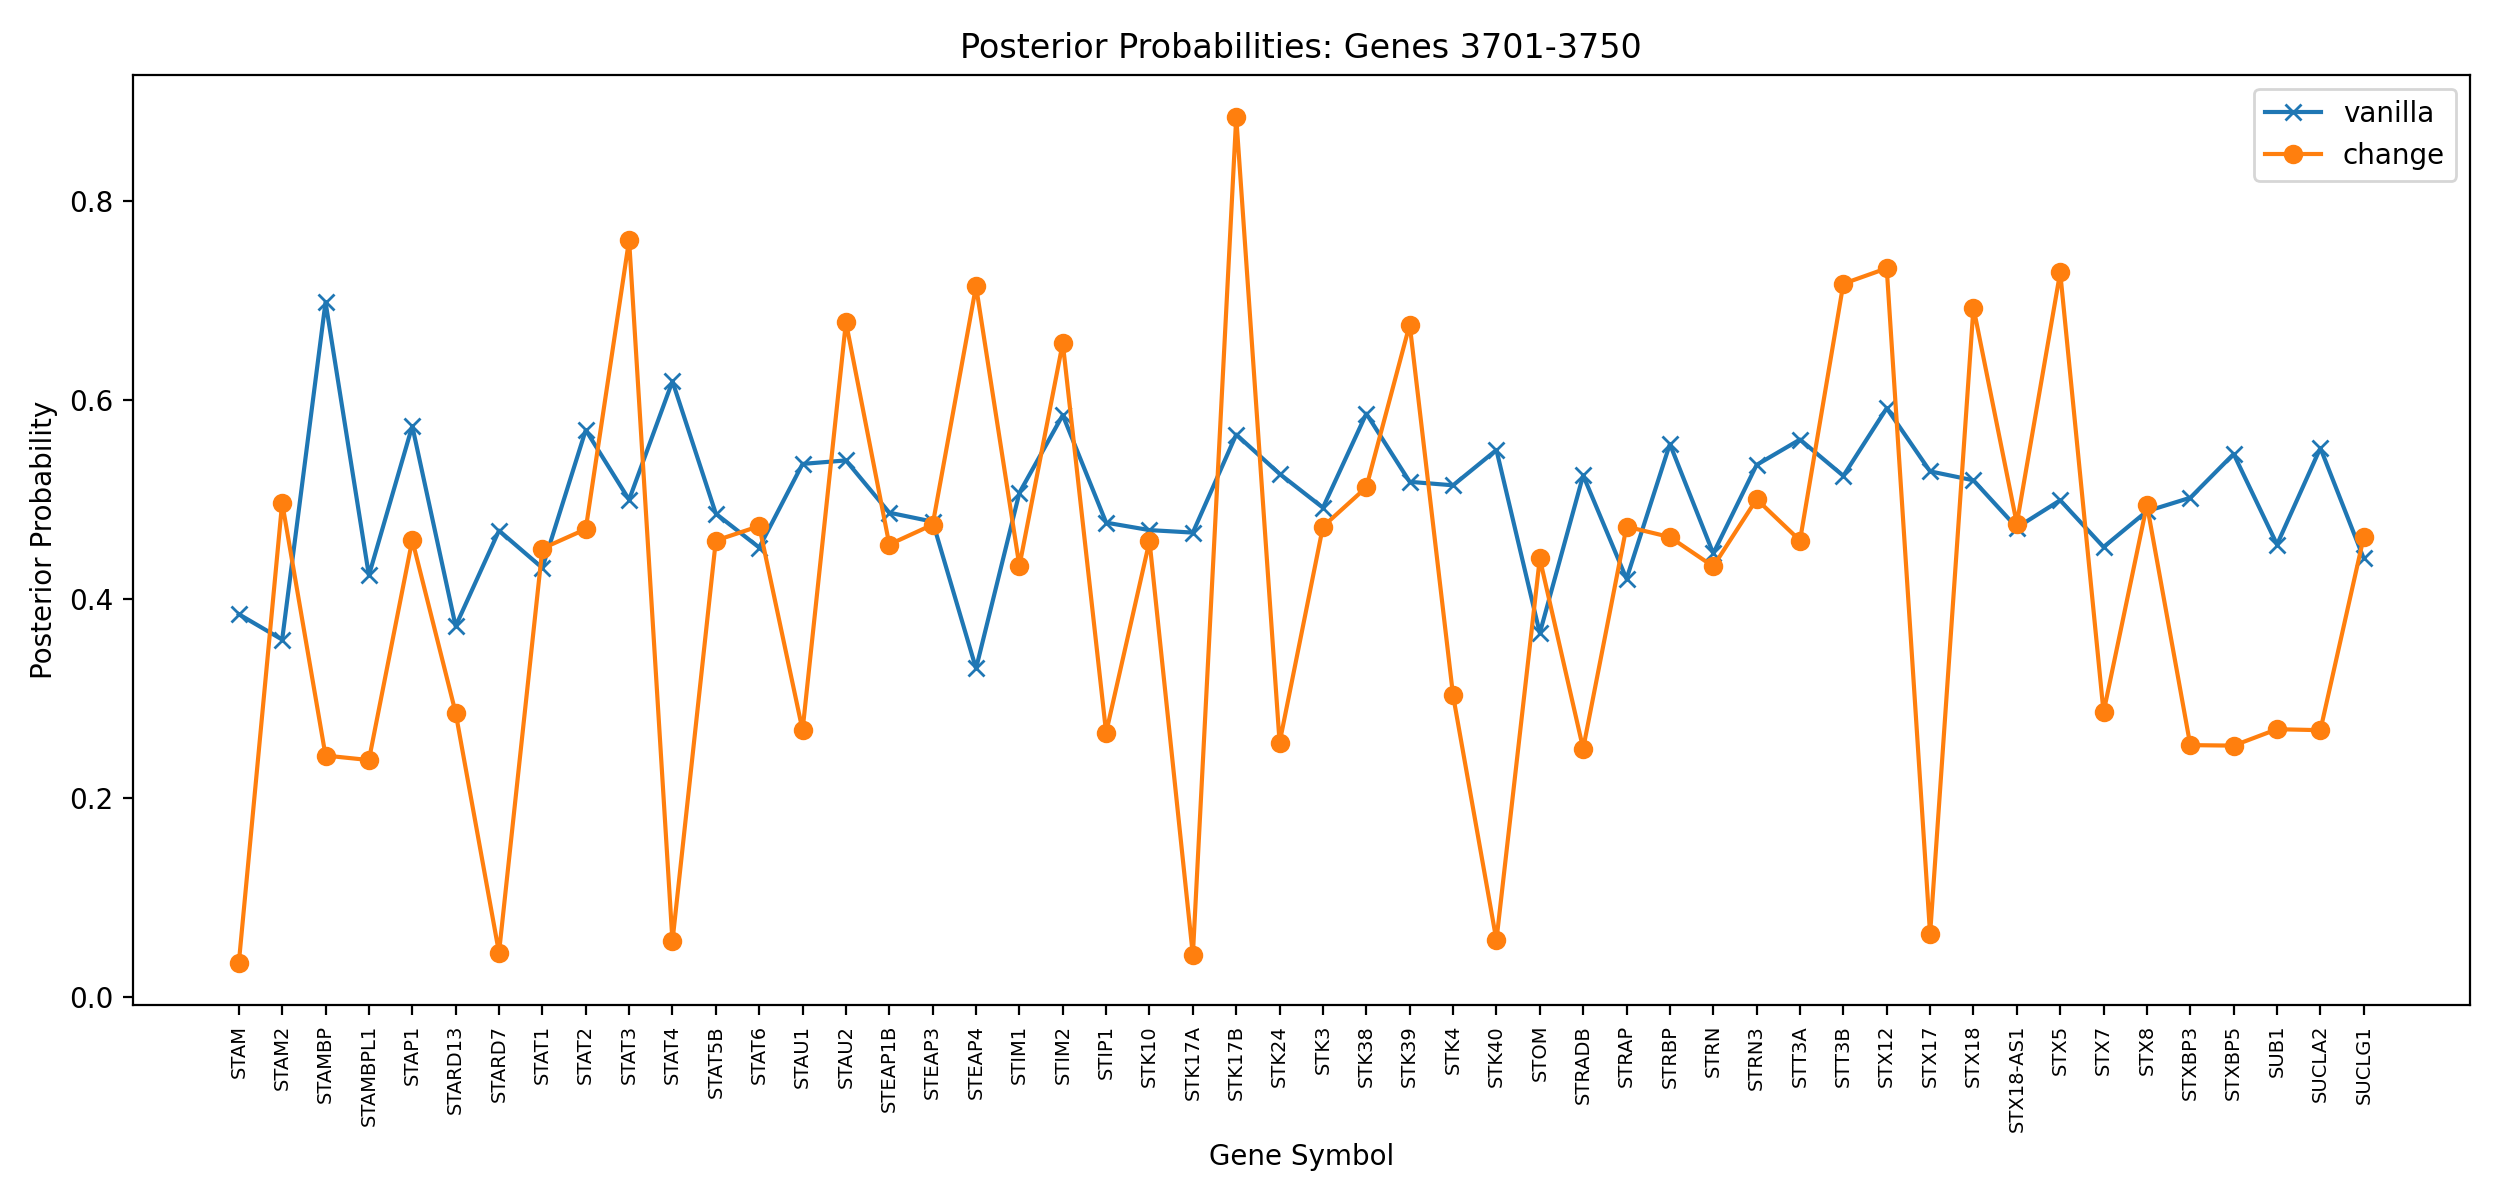 Posterior Probabilities: Genes 3701-3750
vanilla
change
Posterior Probability
0.8
0.6
0.4
0.2
0.0
STAM
STAM2
STAMBP
STAMBPL1
STAP1
STARD13
STARD7
STAT1
STAT2
STAT3
STAT4
STAT5B
STAT6
STAU1
STAU2
STEAP1B
STEAP3
STEAP4
STIM1
STIM2
STIP1
STK10
STK17A
STK17B
STK24
STK3
STK38
STK39
STK4
STK40
STOM
STRADB
STRAP
STRBP
STRN
STRN3
STT3A
STT3B
STX12
STX17
STX18
STX18-AS1
STX5
STX7
STX8
STXBP3
STXBP5
SUB1
SUCLA2
SUCLG1
Gene Symbol